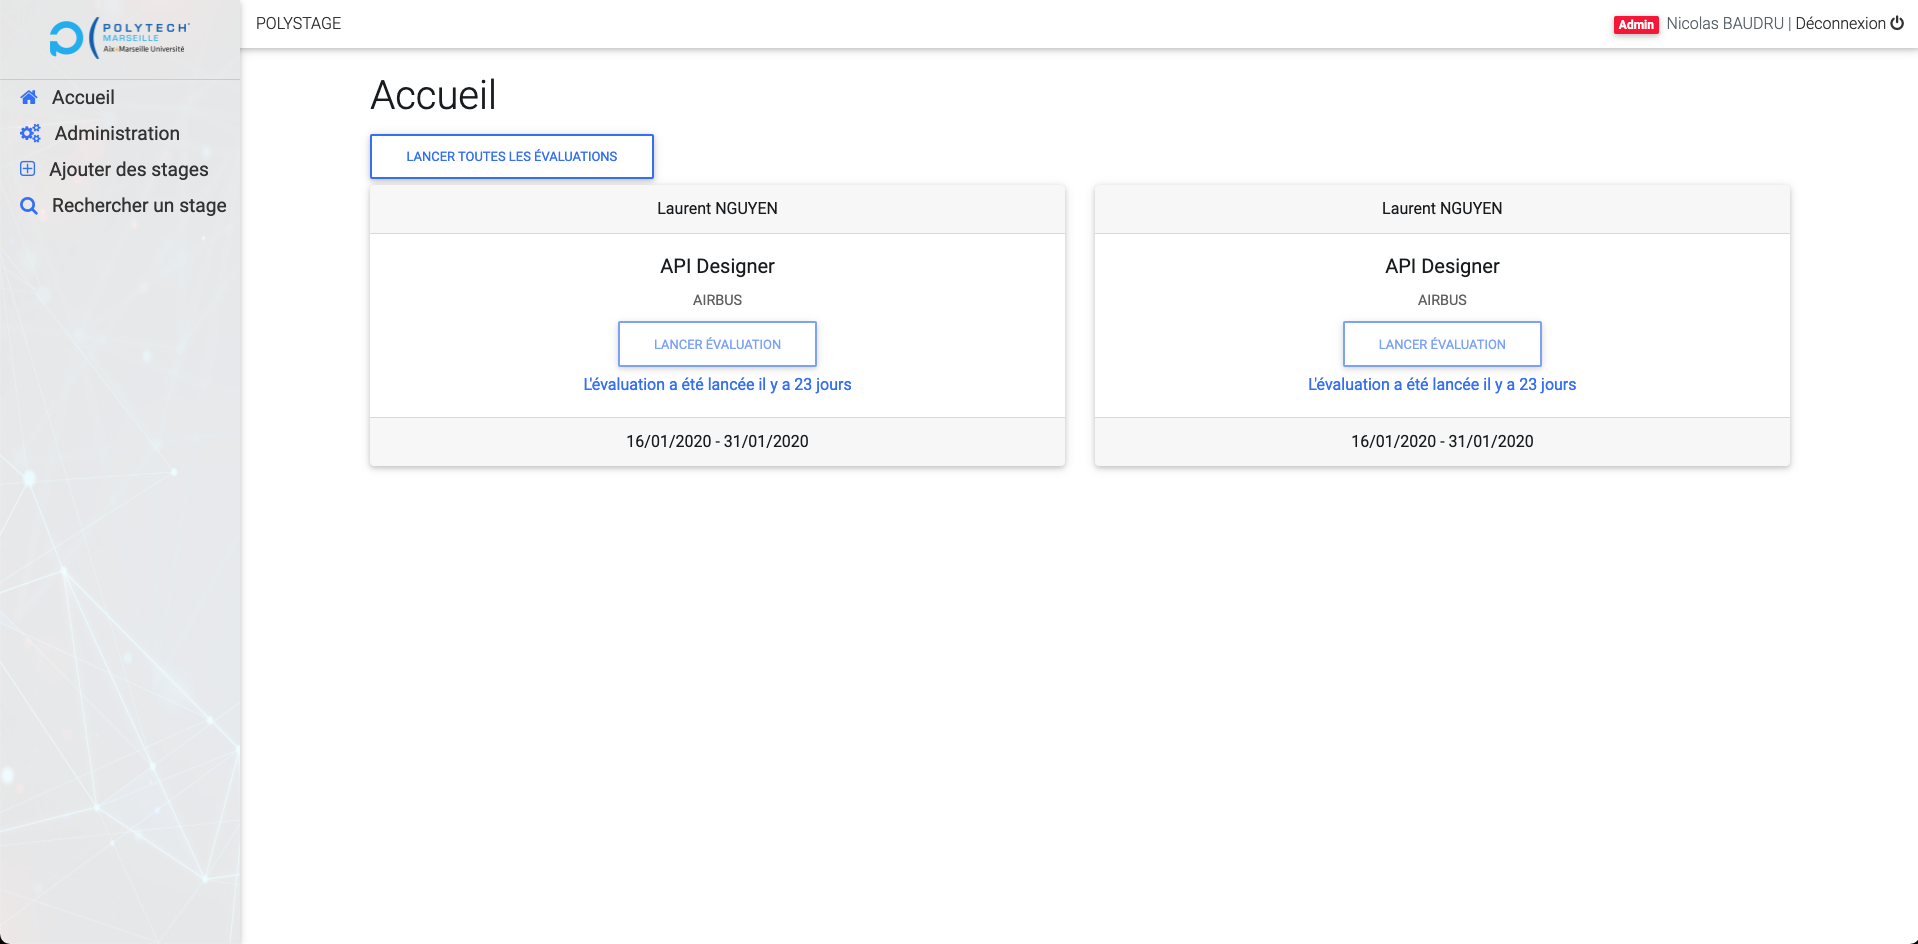 POLYTECH®
MARSEILLE
Aix*Marseille Université
POLYSTAGE
Admin Nicolas BAUDRU | Déconnexion
Accueil
Administration
Ajouter des stages
Rechercher un stage
Accueil
LANCER TOUTES LES ÉVALUATIONS
Laurent NGUYEN
API Designer
AIRBUS
LANCER ÉVALUATION
L'évaluation a été lancée il y a 23 jours
16/01/2020 - 31/01/2020
Laurent NGUYEN
API Designer
AIRBUS
LANCER ÉVALUATION
L'évaluation a été lancée il y a 23 jours
16/01/2020 - 31/01/2020